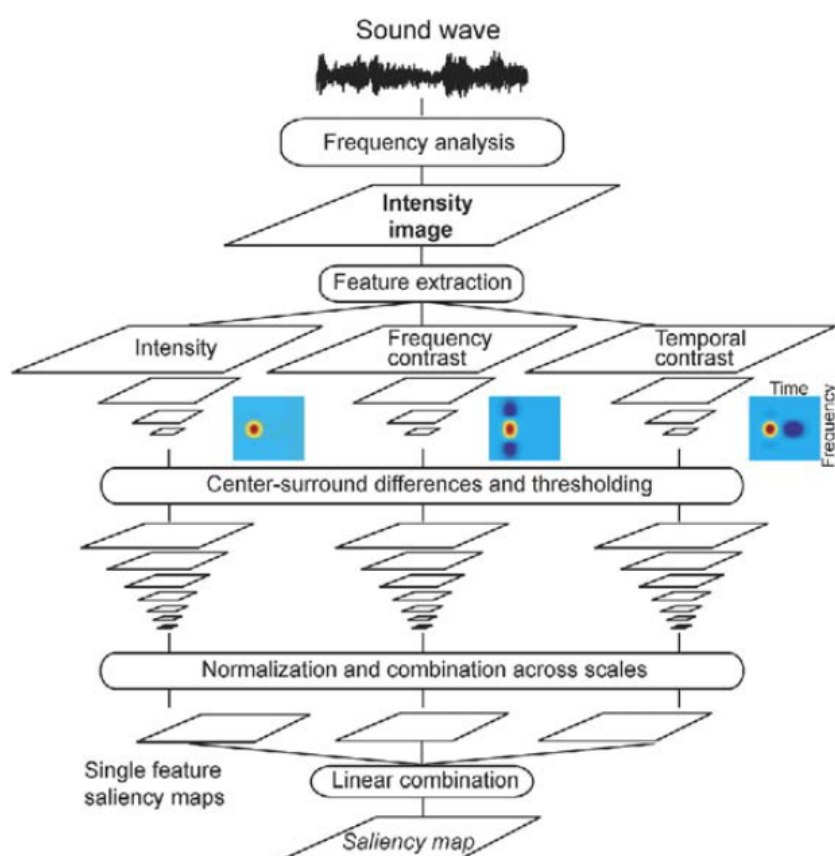 Sound wave
Frequency analysis
Intensity
image
Feature extraction
Intensity
Frequency
contrast
Temporal
contrast
Time
Frequency
Center-surround differences and thresholding
Normalization and combination across scales
Single feature
saliency maps
Linear combination
Saliency map